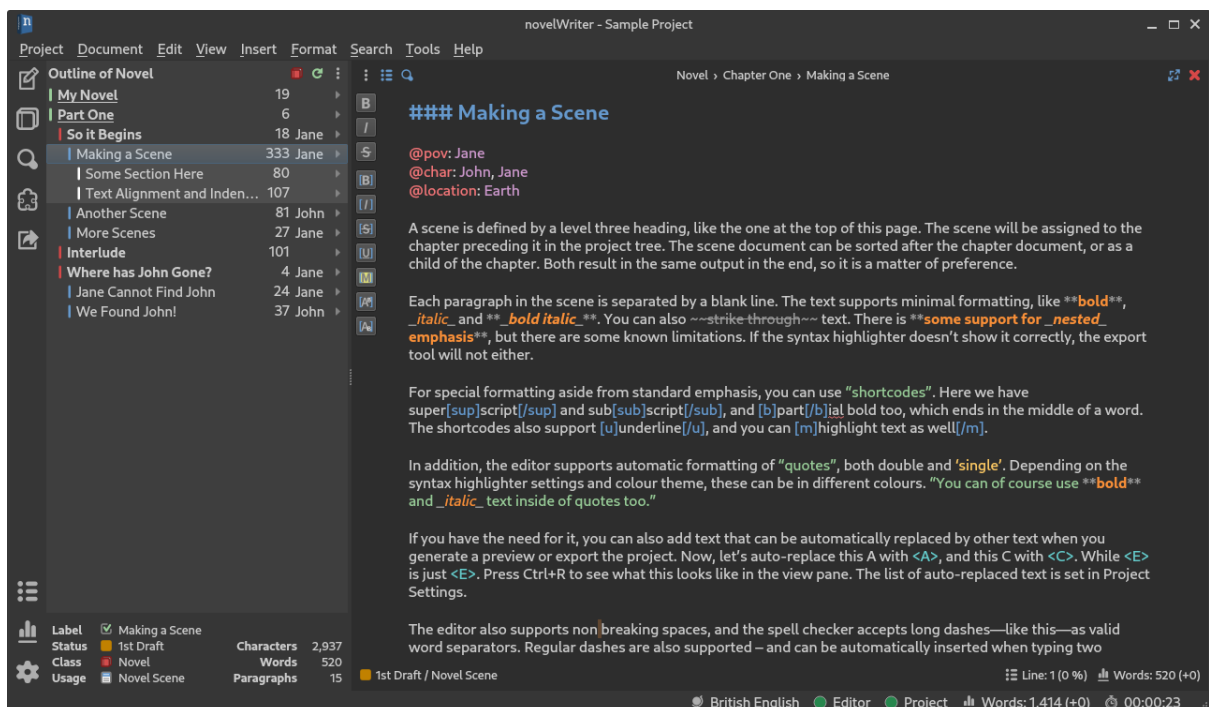 novelWriter - Sample Project
Project Document Edit View Insert Format Search Tools Help
Outline of Novel
My Novel 19
Part One 6
So it Begins 18 Jane
Making a Scene 333 Jane
Some Section Here 80
Text Alignment and Inden... 107
Another Scene 81 John
More Scenes 27 Jane
Interlude 101
Where has John Gone? 4 Jane
Jane Cannot Find John 24 Jane
We Found John! 37 John
Label Making a Scene
Status 1st Draft Characters 2,937
Class Novel Words 520
Usage Novel Scene Paragraphs 15
Novel › Chapter One › Making a Scene
B
I
S
[B]
[I]
[S]
[U]
[M]
### Making a Scene
@pov: Jane
@char: John, Jane
@location: Earth
A scene is defined by a level three heading, like the one at the top of this page. The scene will be assigned to the
chapter preceding it in the project tree. The scene document can be sorted after the chapter document, or as a
child of the chapter. Both result in the same output in the end, so it is a matter of preference.
Each paragraph in the scene is separated by a blank line. The text supports minimal formatting, like **bold**,
_italic_ and **_bold italic_**. You can also ~~strike through~~ text. There is **some support for _nested_
emphasis**, but there are some known limitations. If the syntax highlighter doesn’t show it correctly, the export
tool will not either.
For special formatting aside from standard emphasis, you can use “shortcodes”. Here we have
super[sup]script[/sup] and sub[sub]script[/sub], and [b]part[/b]ial bold too, which ends in the middle of a word.
The shortcodes also support [u]underline[/u], and you can [m]highlight text as well[/m].
In addition, the editor supports automatic formatting of “quotes”, both double and ‘single’. Depending on the
syntax highlighter settings and colour theme, these can be in different colours. “You can of course use **bold**
and _italic_ text inside of quotes too.”
If you have the need for it, you can also add text that can be automatically replaced by other text when you
generate a preview or export the project. Now, let’s auto-replace this A with <A>, and this C with <C>. While <E>
is just <E>. Press Ctrl+R to see what this looks like in the view pane. The list of auto-replaced text is set in Project
Settings.
The editor also supports non breaking spaces, and the spell checker accepts long dashes—like this—as valid
word separators. Regular dashes are also supported – and can be automatically inserted when typing two
1st Draft / Novel Scene Line: 1 (0 %) Words: 520 (+0)
British English Editor Project Words: 1,414 (+0) 00:00:23